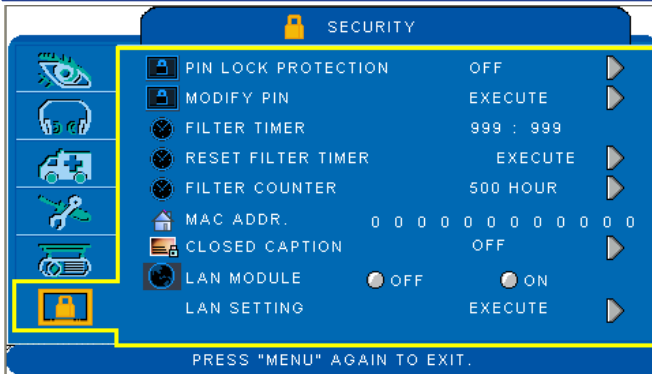 SECURITY
PIN LOCK PROTECTION OFF
MODIFY PIN EXECUTE
FILTER TIMER 999 : 999
RESET FILTER TIMER EXECUTE
FILTER COUNTER 500 HOUR
MAC ADDR. 0 0 0 0 0 0 0 0 0 0 0 0
CLOSED CAPTION OFF
LAN MODULE OFF ON
LAN SETTING EXECUTE
PRESS "MENU" AGAIN TO EXIT.